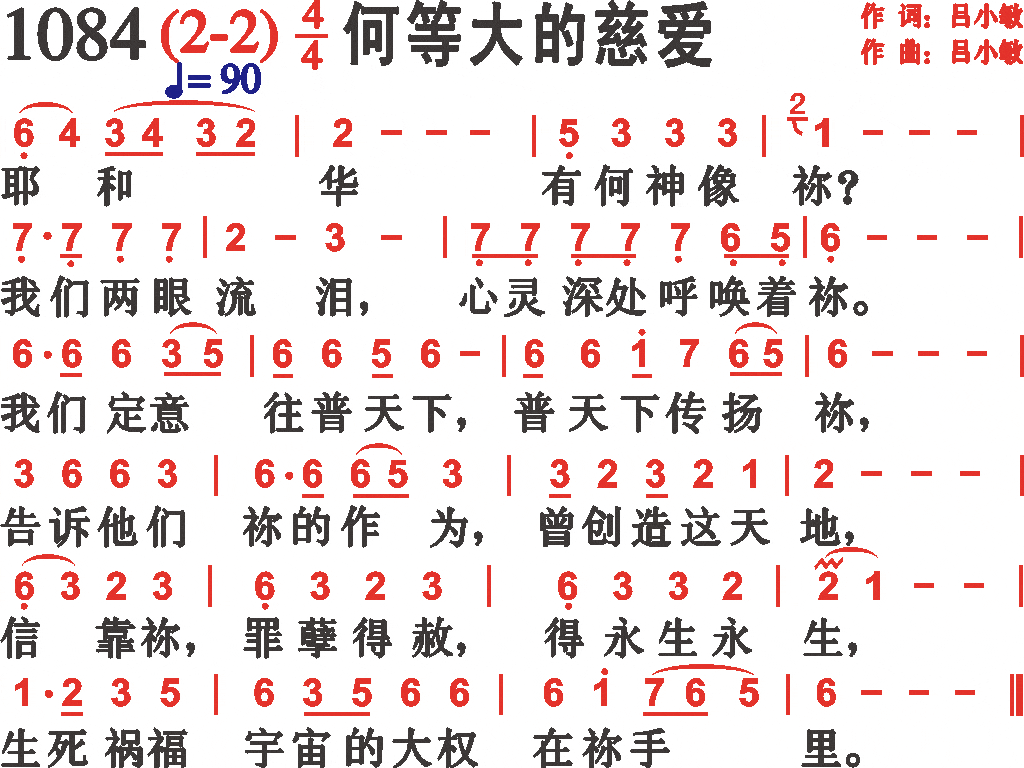 1084 (2-2) 4/4 何等大的慈爱 作 词：吕小敏
♩= 90 作 曲：吕小敏
6̣ 4 3 4 3 2 | 2 - - - | 5̣ 3 3 3 | 2 1 - - - |
耶 和 华 有何神像 祢？
7̣·7̣ 7̣ 7̣ | 2 - 3 - | 7̣ 7̣ 7̣ 7̣ 7̣ 6̣ 5̣ | 6̣ - - - |
我们两眼 流 泪， 心灵深处呼唤着祢。
6·6 6 3 5 | 6 6 5 6 - | 6 6 1̇ 7 6 5 | 6 - - - |
我们 定意 往普天下， 普天下传扬 祢，
3 6 6 3 | 6·6 6 5 3 | 3 2 3 2 1 | 2 - - - |
告诉他们 祢的作 为， 曾创造这天 地，
6̣ 3 2 3 | 6̣ 3 2 3 | 6̣ 3 3 2 | 2 1 - - |
信 靠祢， 罪孽得赦， 得永生永 生，
1·2 3 5 | 6 3 5 6 6 | 6 1̇ 7 6 5 | 6 - - - ‖
生死祸福 宇宙的大权 在祢手 里。